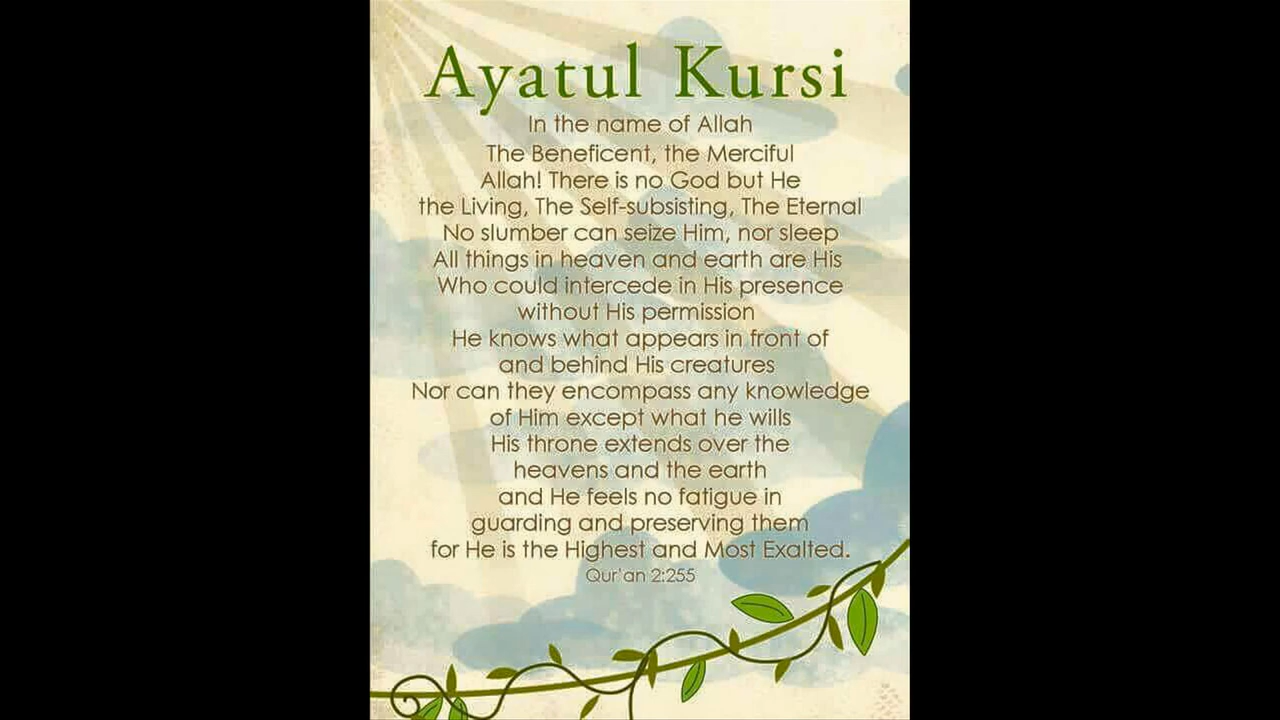 Ayatul Kursi
In the name of Allah
The Beneficent, the Merciful
Allah! There is no God but He
the Living, The Self-subsisting, The Eternal
No slumber can seize Him, nor sleep
All things in heaven and earth are His
Who could intercede in His presence
without His permission
He knows what appears in front of
and behind His creatures
Nor can they encompass any knowledge
of Him except what he wills
His throne extends over the
heavens and the earth
and He feels no fatigue in
guarding and preserving them
for He is the Highest and Most Exalted.
Qur'an 2:255